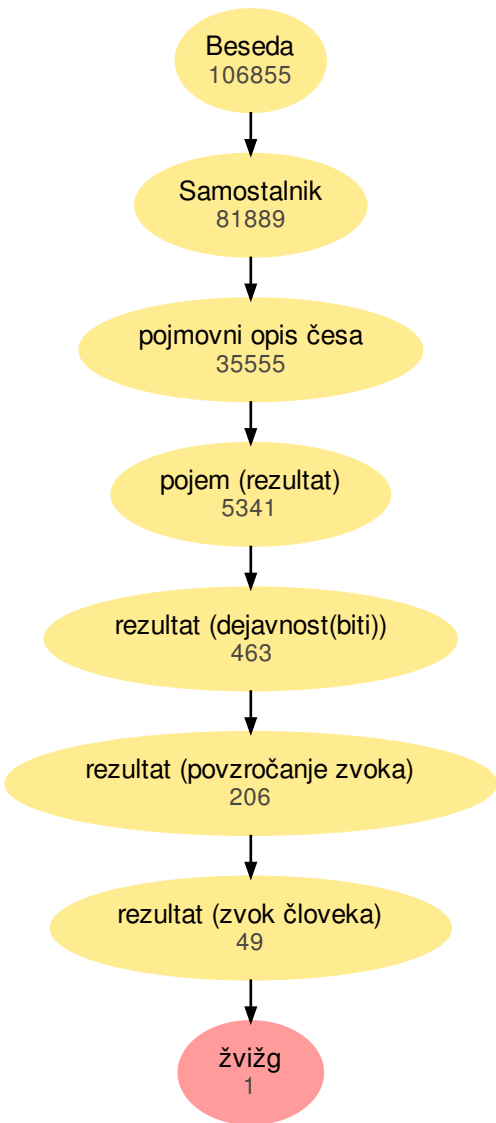 Beseda
106855
Samostalnik
81889
pojmovni opis česa
35555
pojem (rezultat)
5341
rezultat (dejavnost(biti))
463
rezultat (povzročanje zvoka)
206
rezultat (zvok človeka)
49
žvižg
1